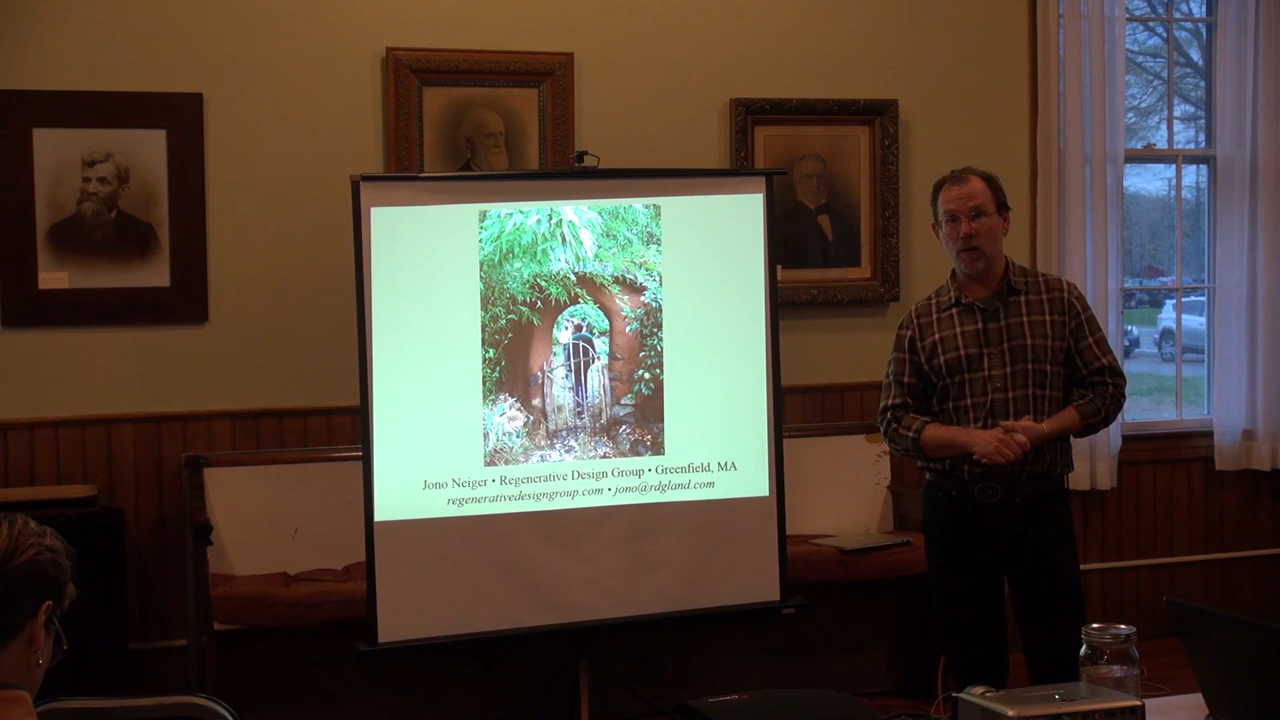 Jono Neiger • Regenerative Design Group • Greenfield, MA
regenerativedesigngroup.com • jono@rdgland.com